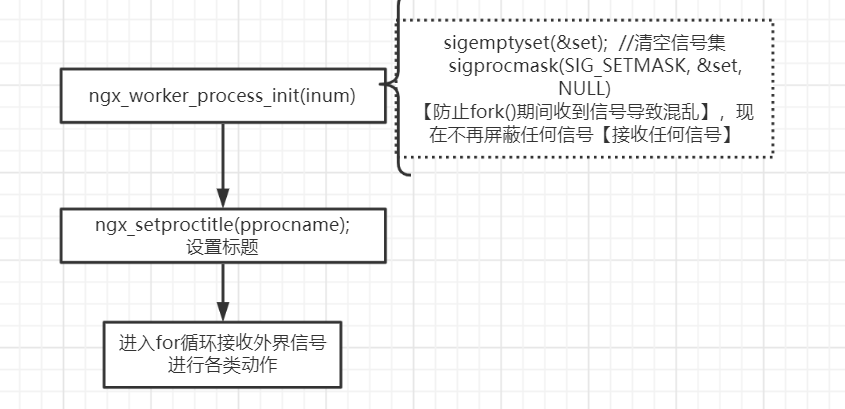 sigemptyset(&set);  //清空信号集
sigprocmask(SIG_SETMASK, &set,
NULL)
【防止fork()期间收到信号导致混乱】，现
在不再屏蔽任何信号【接收任何信号】
ngx_worker_process_init(inum)
ngx_setproctitle(pprocname);
设置标题
进入for循环接收外界信号
进行各类动作